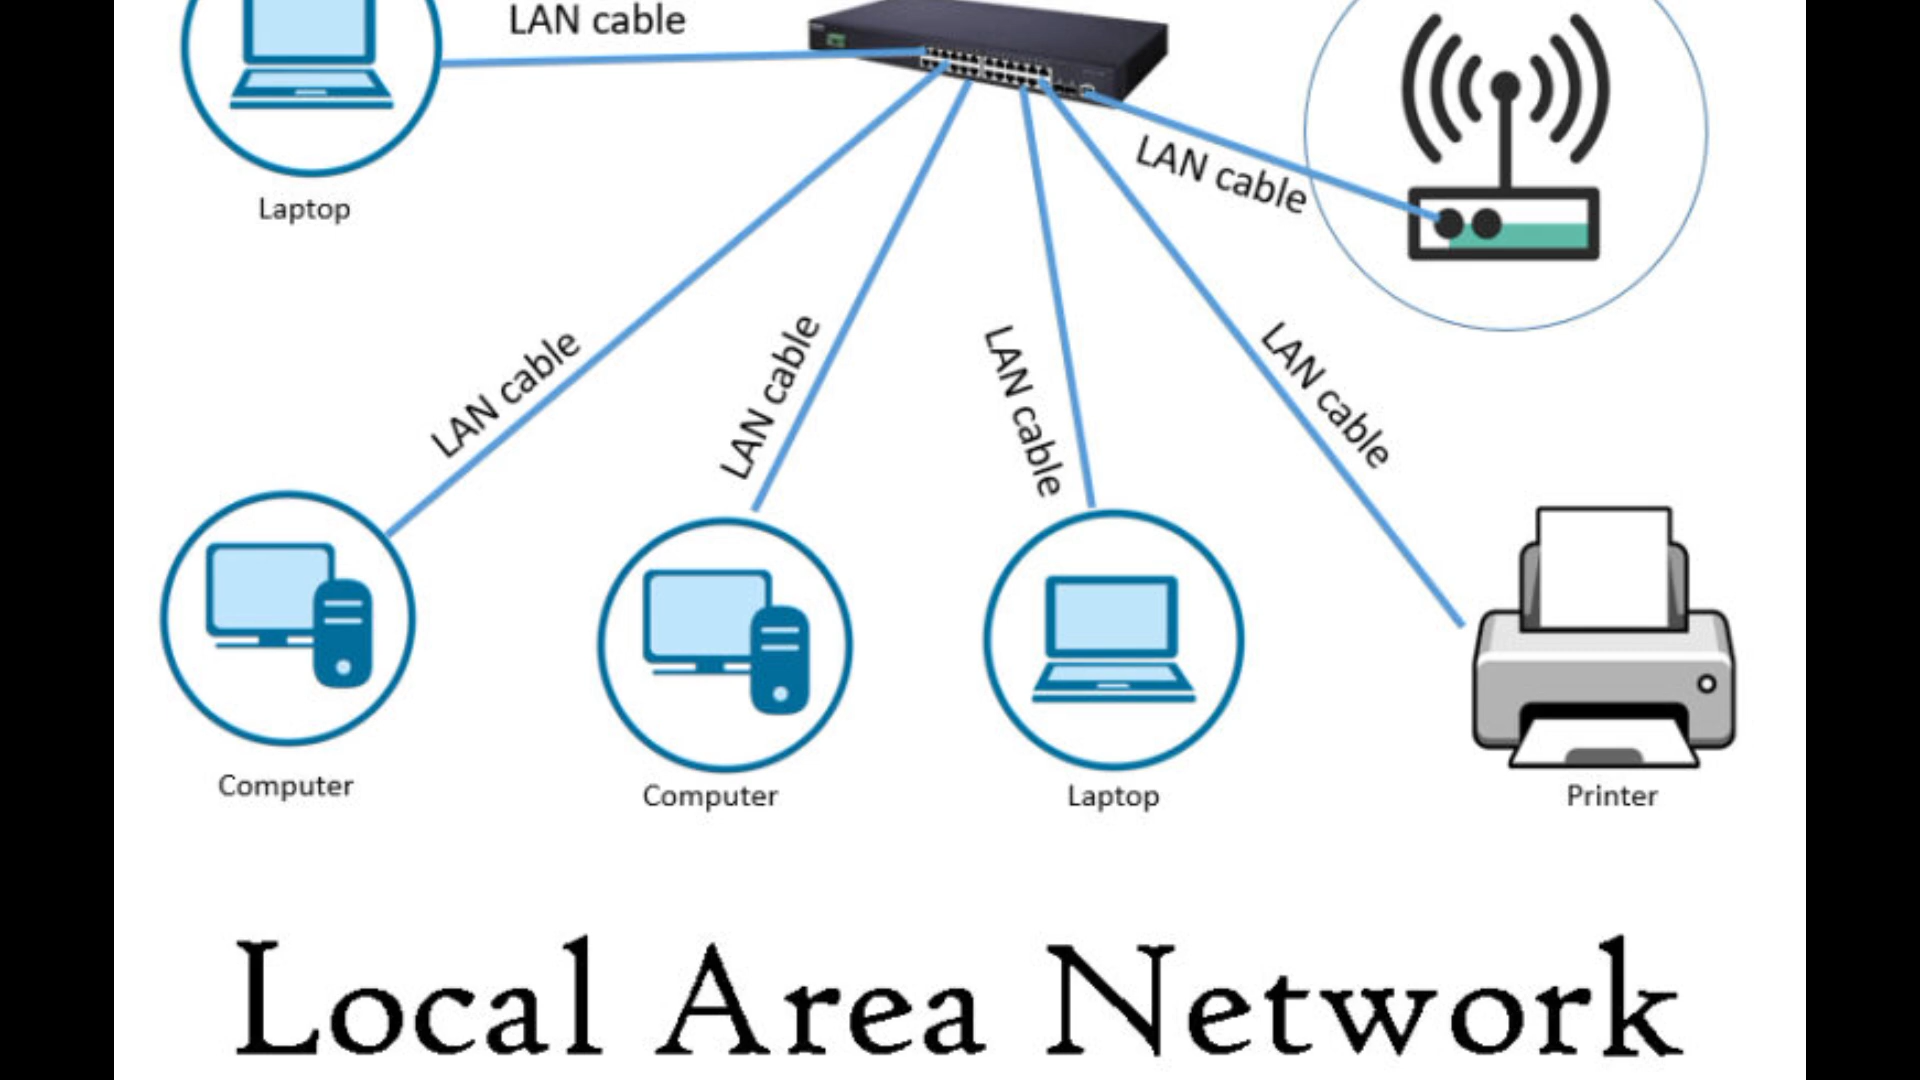 LAN cable
LAN cable
Laptop
LAN cable
LAN cable
LAN cable
LAN cable
Computer
Computer
Laptop
Printer
Local Area Network